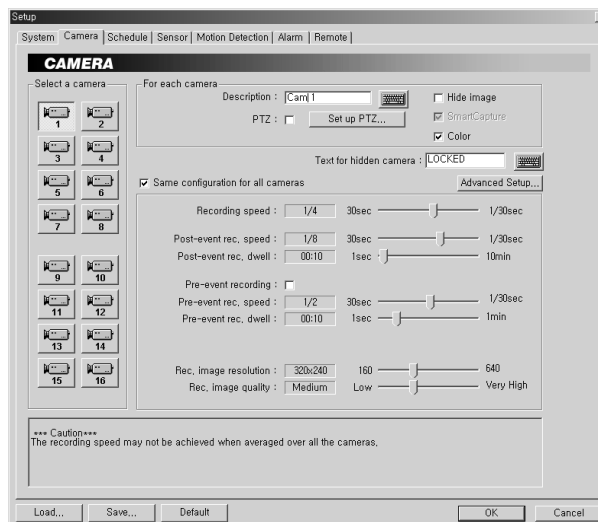 Setup
System Camera Schedule Sensor Motion Detection Alarm Remote
CAMERA
Select a camera
1 2
3 4
5 6
7 8
9 10
11 12
13 14
15 16
For each camera
Description : Cam 1 Hide image
PTZ : Set up PTZ... SmartCapture
Color
Text for hidden camera : LOCKED
Same configuration for all cameras Advanced Setup...
Recording speed : 1/4 30sec 1/30sec
Post-event rec. speed : 1/8 30sec 1/30sec
Post-event rec. dwell : 00:10 1sec 10min
Pre-event recording :
Pre-event rec. speed : 1/2 30sec 1/30sec
Pre-event rec. dwell : 00:10 1sec 1min
Rec. image resolution : 320x240 160 640
Rec. image quality : Medium Low Very High
*** Caution***
The recording speed may not be achieved when averaged over all the cameras.
Load... Save... Default OK Cancel